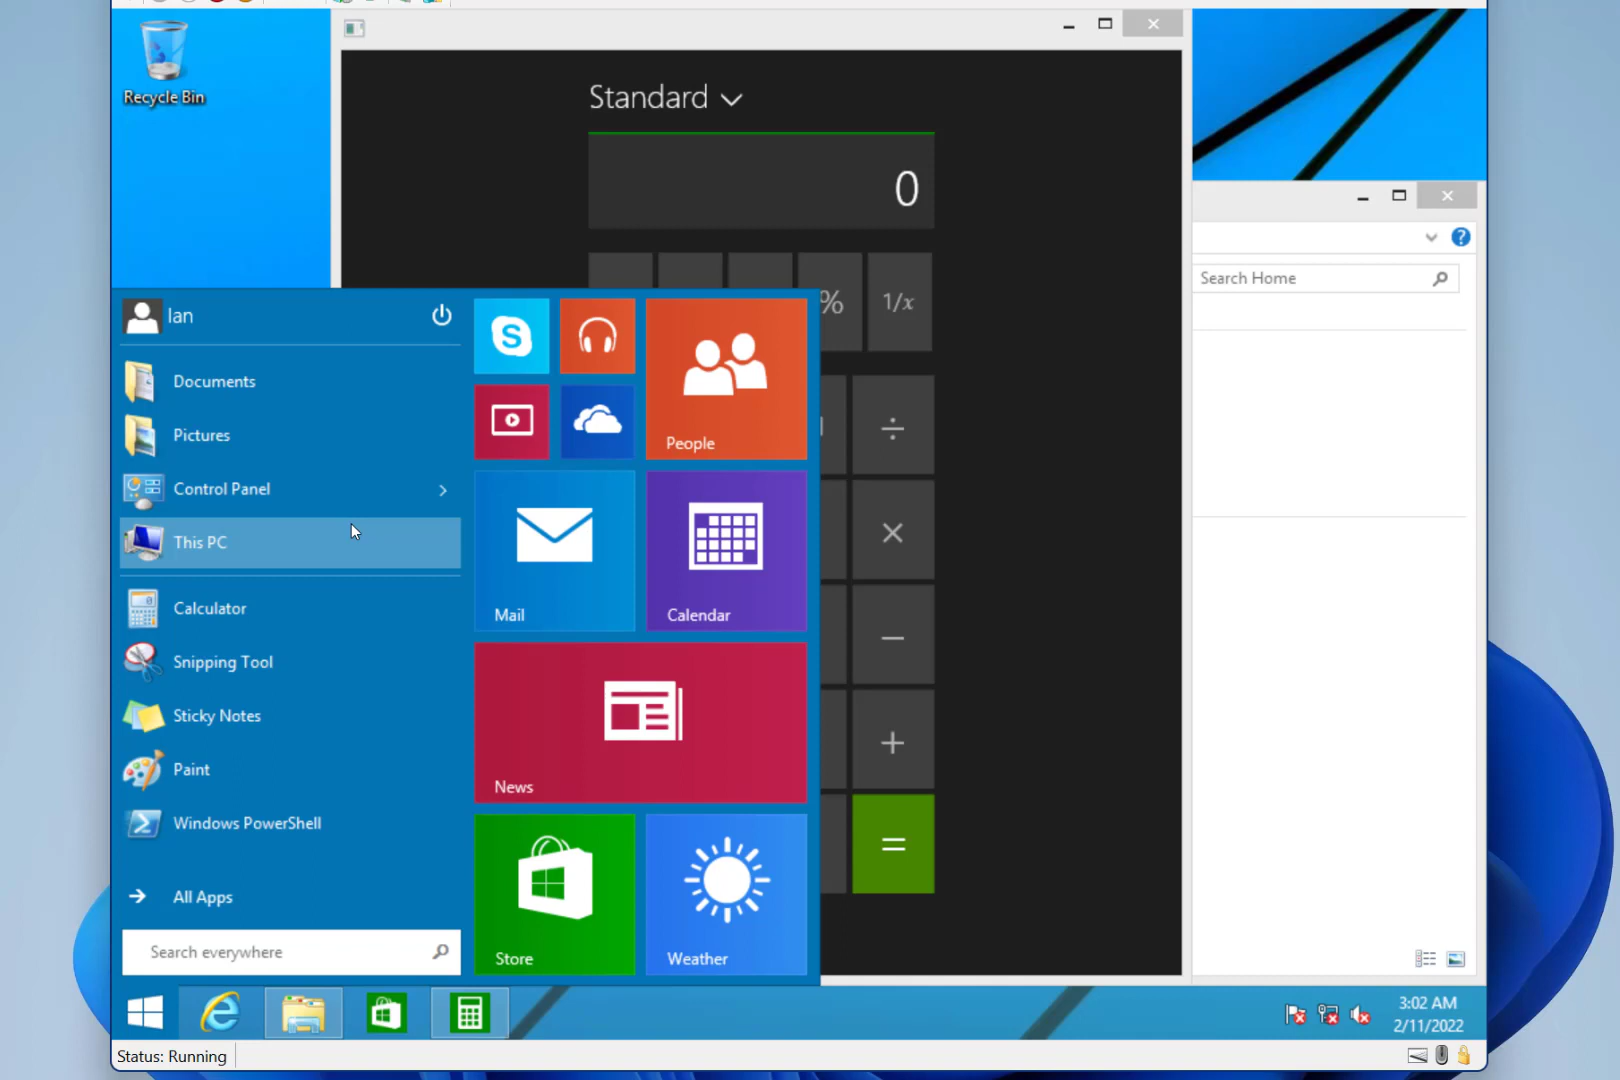 Recycle Bin
Standard
0
% 1/x
÷
×
−
+
=
Search Home
Ian
Documents
Pictures
Control Panel
This PC
Calculator
Snipping Tool
Sticky Notes
Paint
Windows PowerShell
All Apps
Search everywhere
People
Mail
Calendar
News
Store
Weather
3:02 AM
2/11/2022
Status: Running